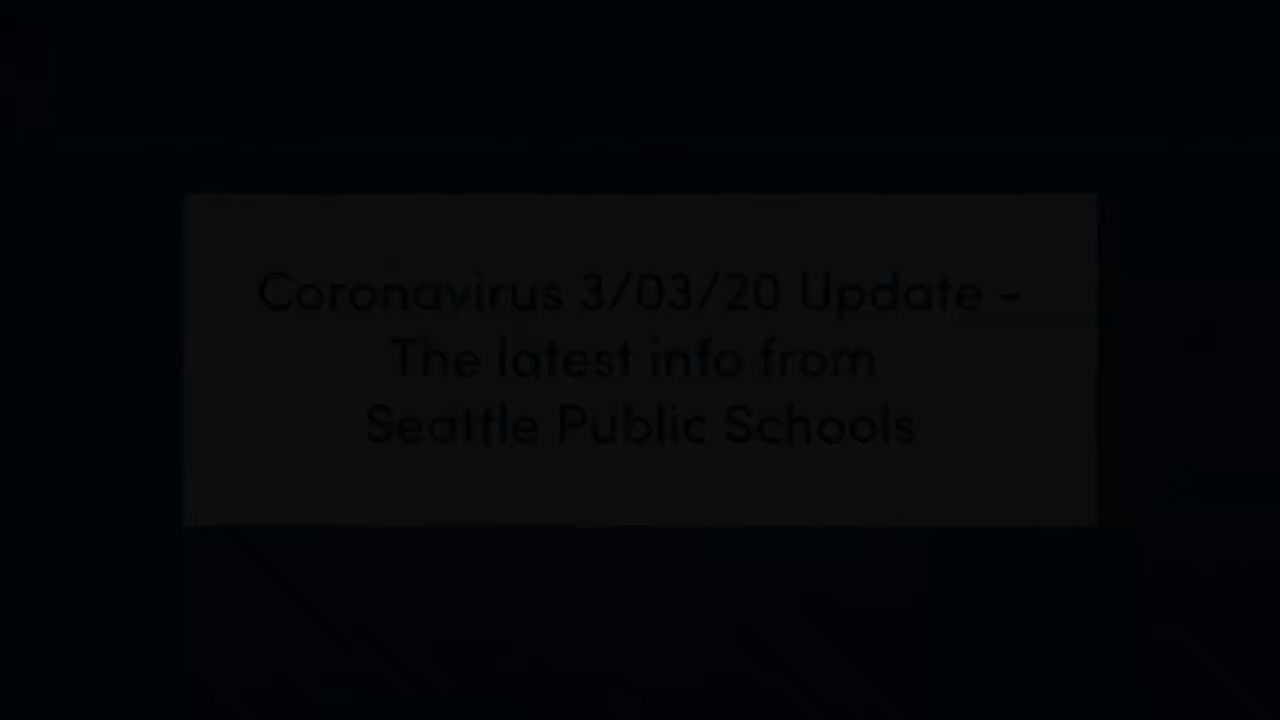 Coronavirus 3/03/20 Update -
The latest info from
Seattle Public Schools